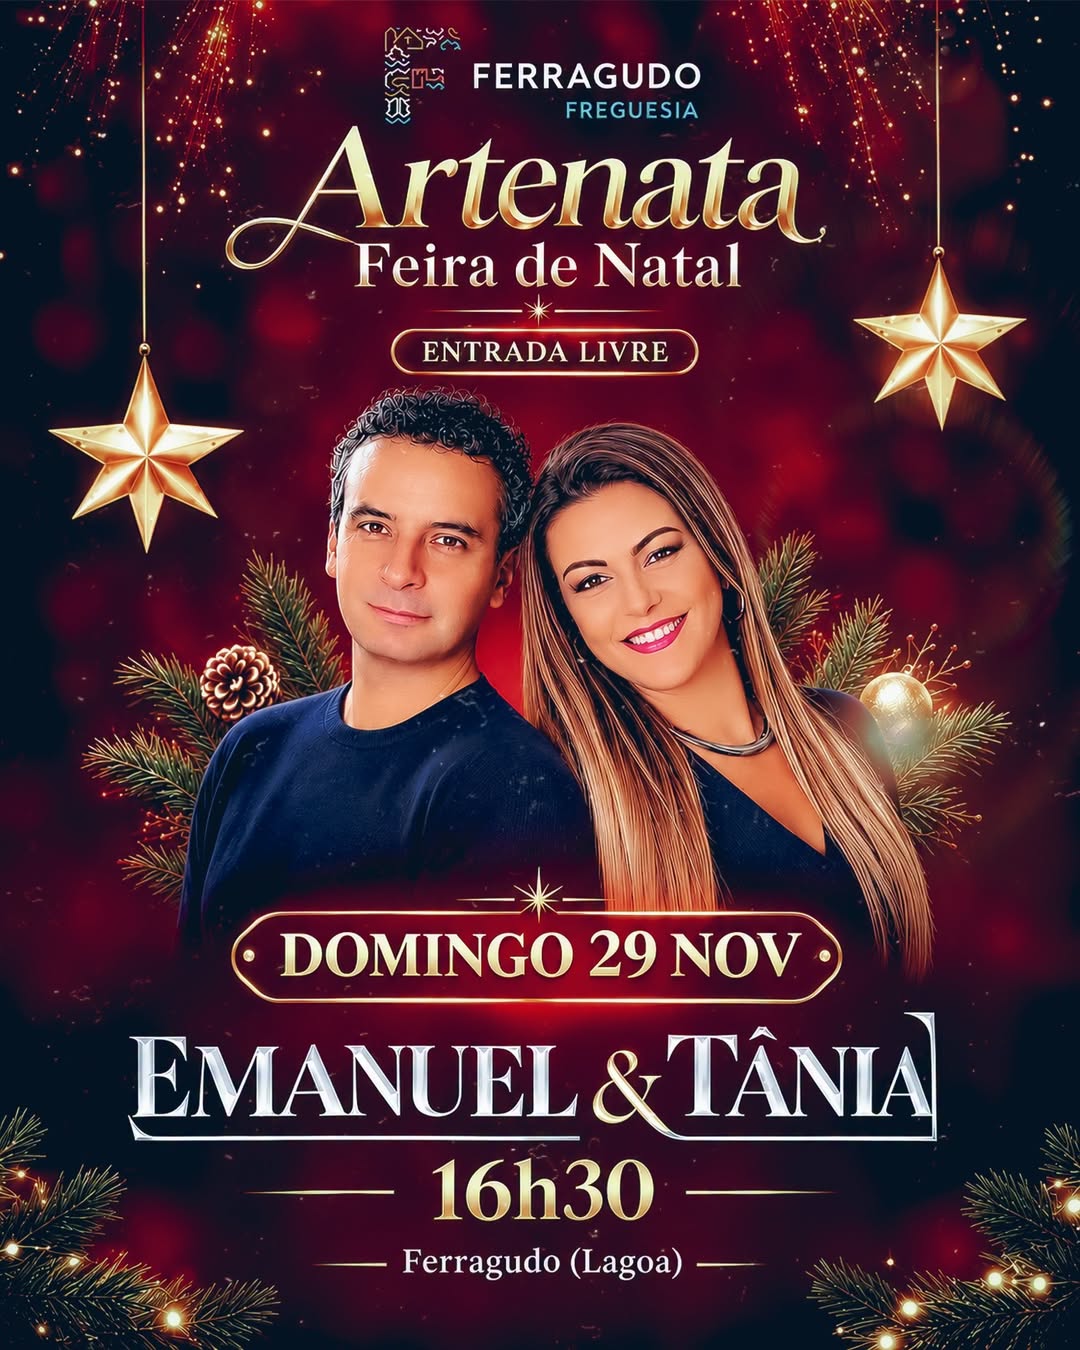 FERRAGUDO
FREGUESIA
Artenata
Feira de Natal
ENTRADA LIVRE
DOMINGO 29 NOV
EMANUEL & TÂNIA
16h30
Ferragudo (Lagoa)